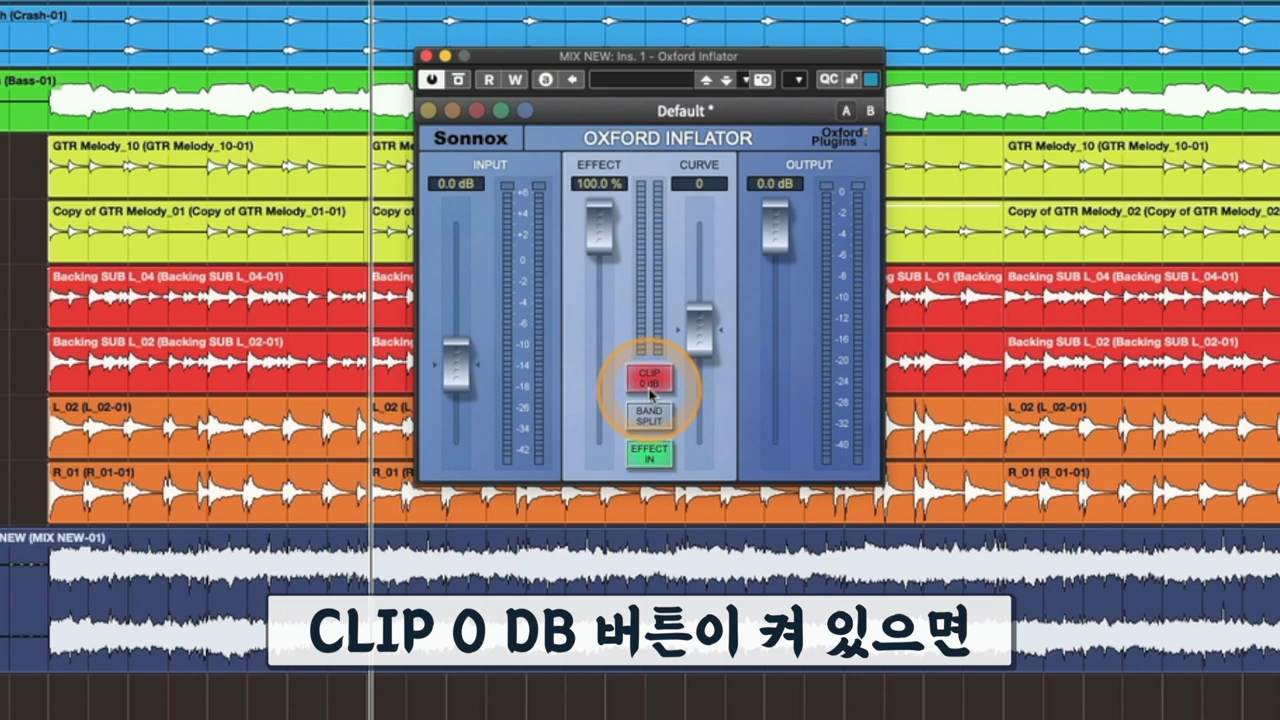 h (Crash-01)
MIX NEW: Ins. 1 - Oxford Inflator
R W a QC
s (Bass-01)
Default *
A B
Sonnox
OXFORD INFLATOR
Oxford
Plugins
INPUT
EFFECT
CURVE
OUTPUT
0.0 dB
100.0 %
0
0.0 dB
+6
+4
+2
0
-2
-4
-6
-10
-14
-18
-26
-34
-42
0
-2
-4
-6
-8
-10
-12
-16
-20
-24
-28
-32
-40
CLIP
0 dB
BAND
SPLIT
EFFECT
IN
GTR Melody_10 (GTR Melody_10-01)
GTR Me
GTR Melody_10 (GTR Melody_10-01)
Copy of GTR Melody_01 (Copy of GTR Melody_01-01)
Copy of
Copy of GTR Melody_02 (Copy of GTR Melody_02
Backing SUB L_04 (Backing SUB L_04-01)
Backing
g SUB L_01 (Backing
Backing SUB L_04 (Backing SUB L_04-01)
Backing SUB L_02 (Backing SUB L_02-01)
Backing
Backing SUB L_02 (Backing SUB L_02-01)
L_02 (L_02-01)
L_02 (L
L_02 (L_02-01)
R_01 (R_01-01)
R_01 (R
R_01 (R_01-01)
NEW (MIX NEW-01)
CLIP 0 DB 버튼이 켜 있으면